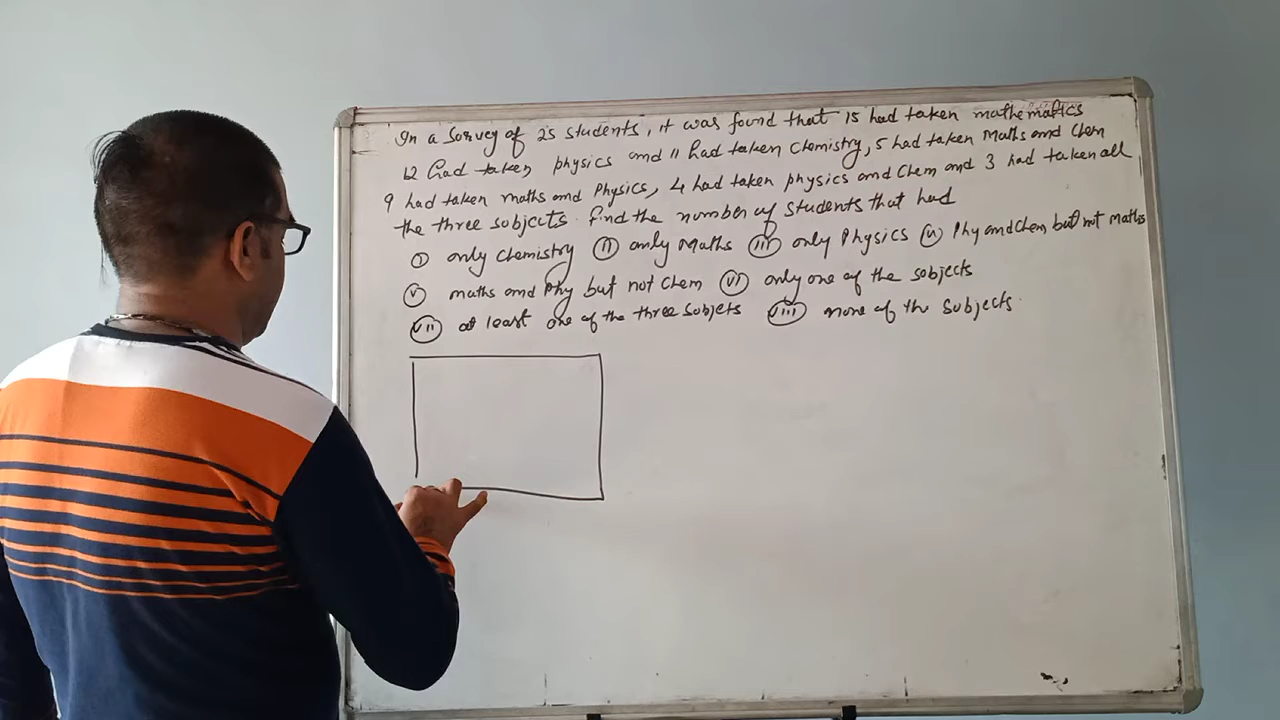 In a Sorvey of 25 students, it was found that 15 had taken mathematics
12 had taken physics and 11 had taken Chemistry, 5 had taken Maths and Chem
9 had taken maths and Physics, 4 had taken physics and Chem and 3 had taken all
the three subjects. find the number of students that had
(i) only Chemistry (ii) only Maths (iii) only Physics (iv) Phy and Chem but not maths
(v) maths and Phy but not Chem (vi) only one of the sobjects
(vii) at least one of the three Subjets (viii) none of the Subjects.